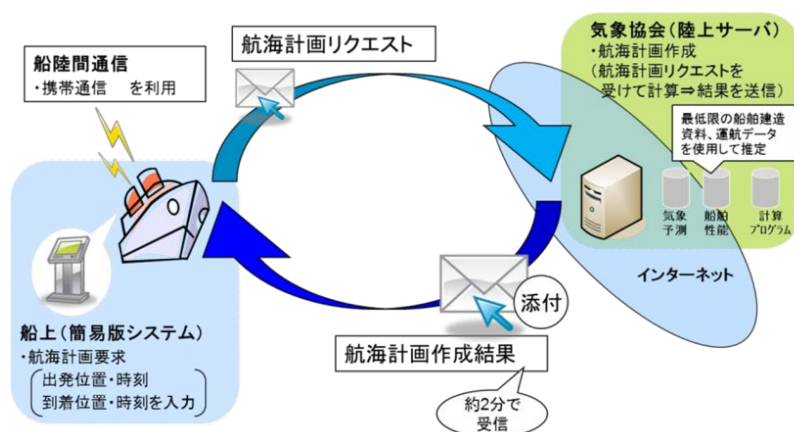 航海計画リクエスト
船陸間通信
・携帯通信 を利用
気象協会(陸上サーバ)
・航海計画作成
(航海計画リクエストを
受けて計算⇒結果を送信)
最低限の船舶建造
資料、運航データ
を使用して推定
気象
予測
船舶
性能
計算
プログラム
インターネット
船上(簡易版システム)
・航海計画要求
出発位置・時刻
到着位置・時刻を入力
添付
航海計画作成結果
約2分で
受信